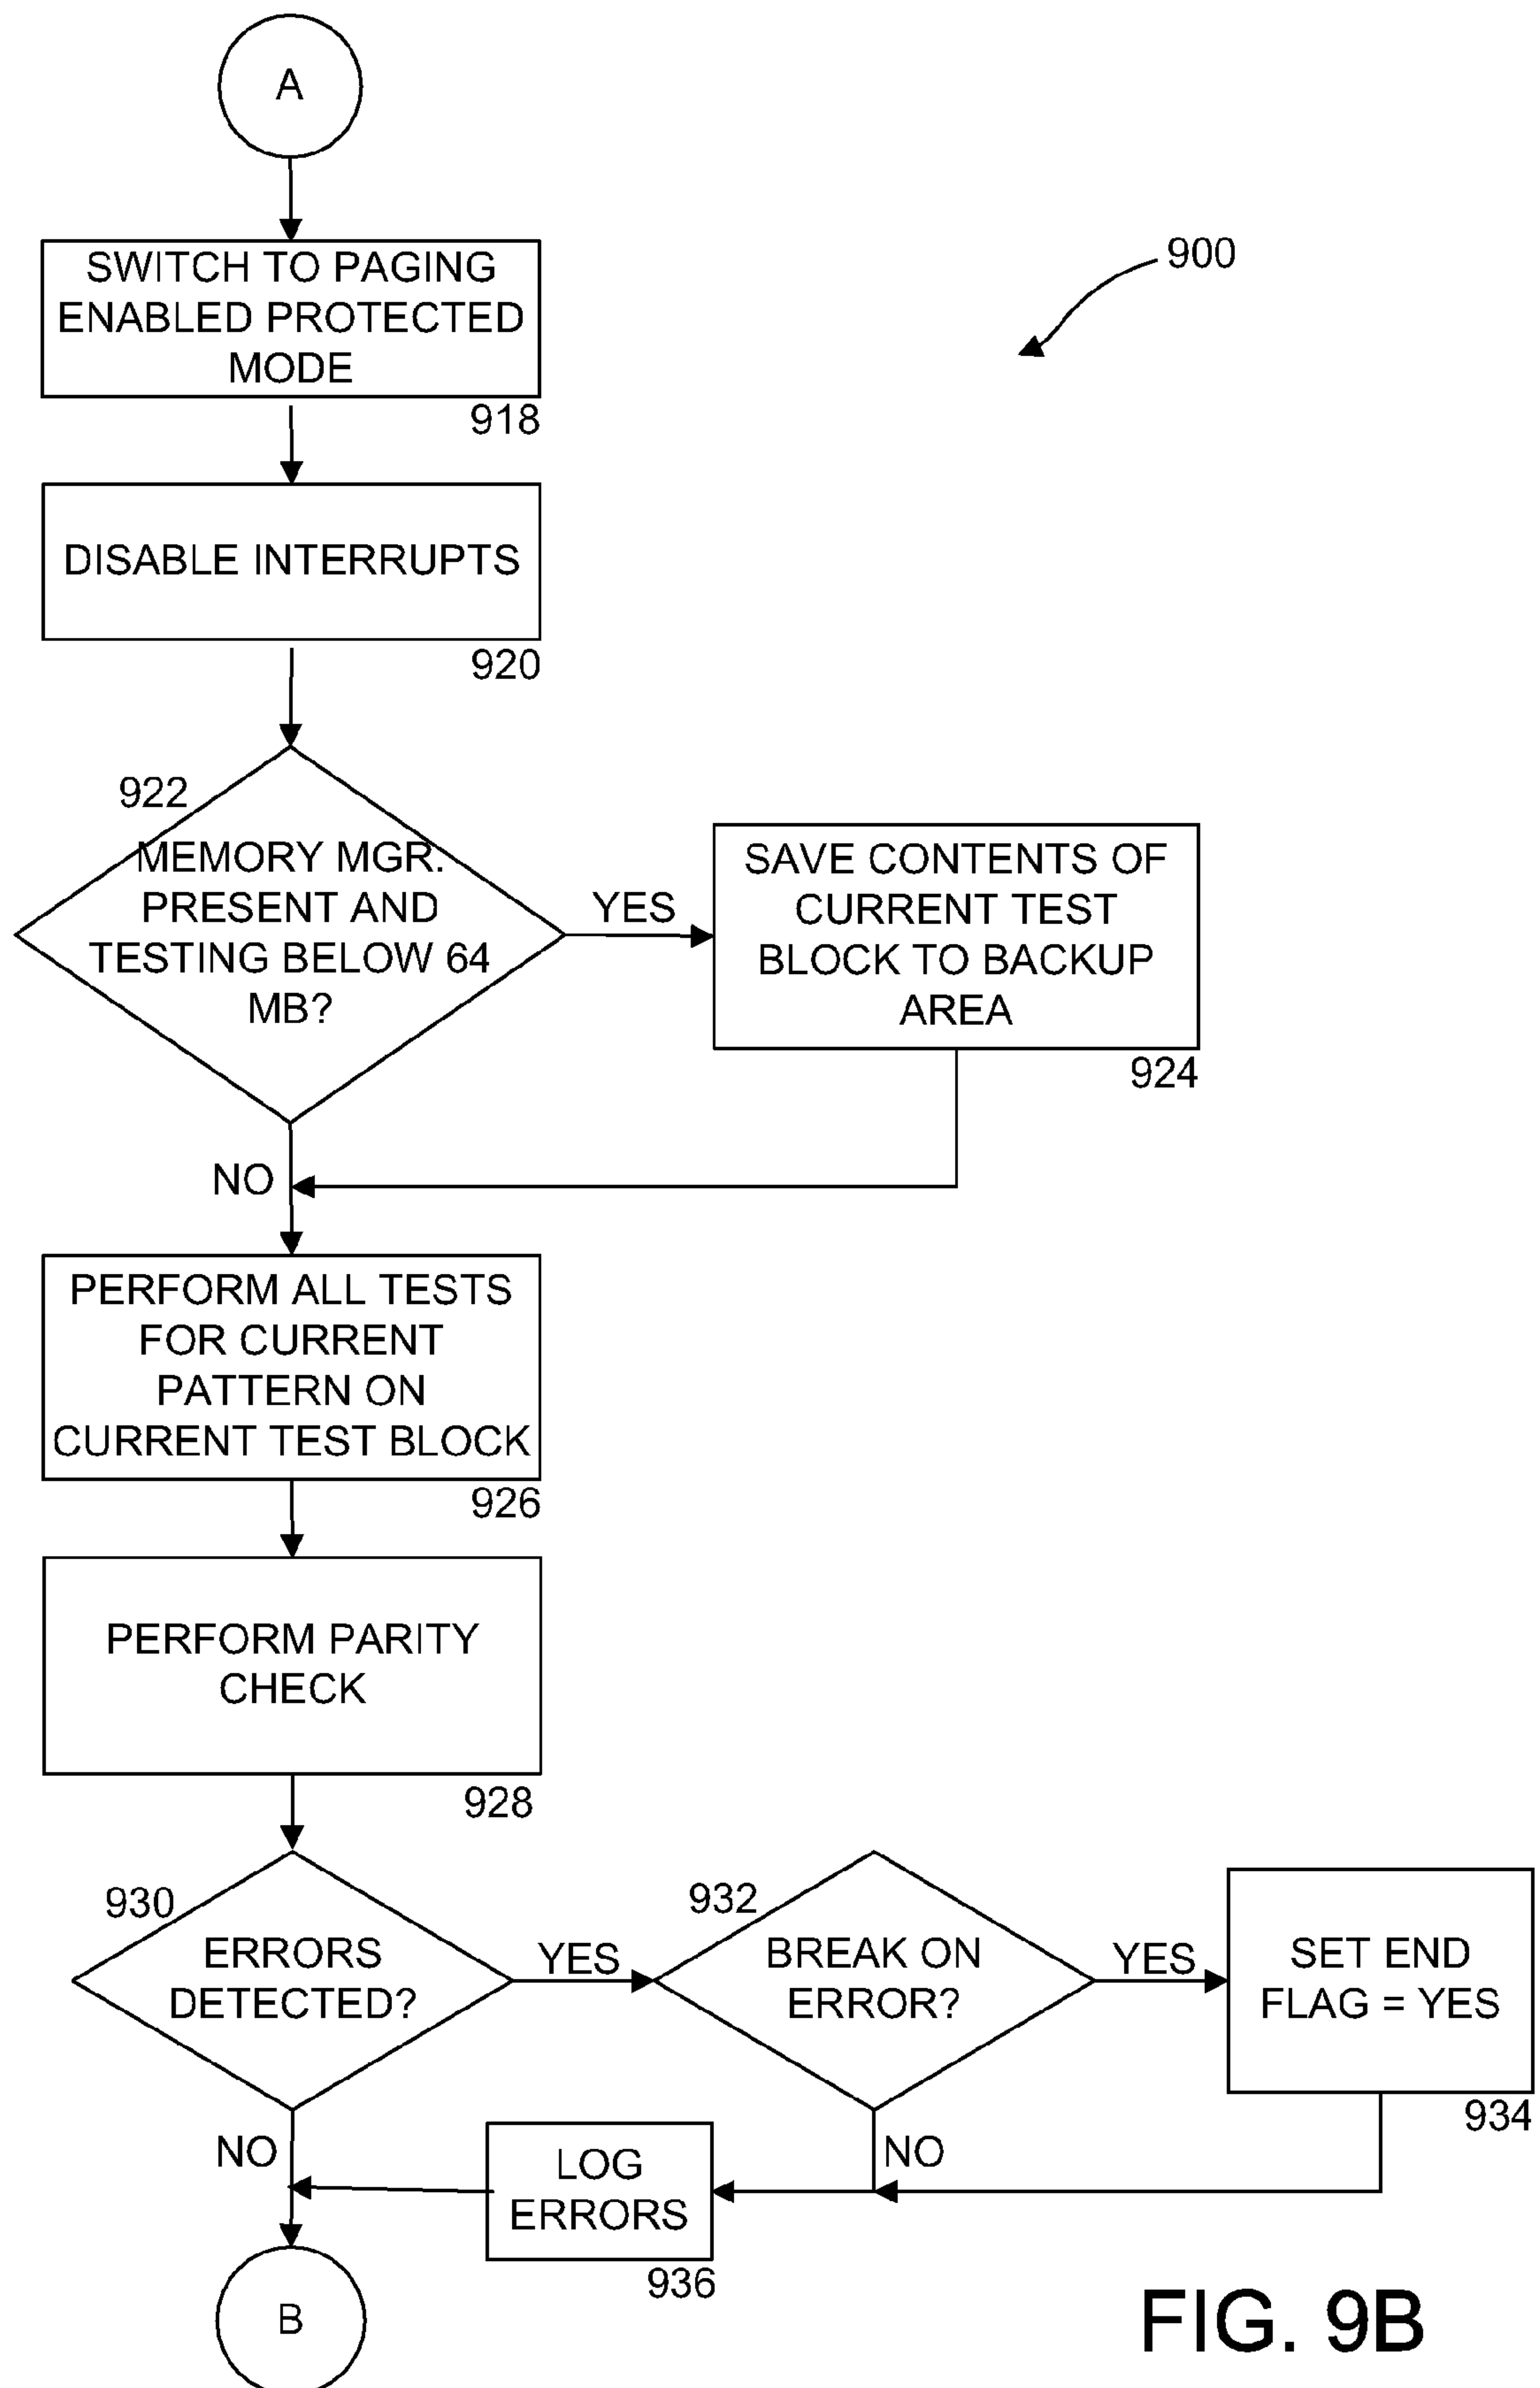 A
900
SWITCH TO PAGING
ENABLED PROTECTED
MODE
918
DISABLE INTERRUPTS
920
922
MEMORY MGR.
PRESENT AND
TESTING BELOW 64
MB?
YES
SAVE CONTENTS OF
CURRENT TEST
BLOCK TO BACKUP
AREA
924
NO
PERFORM ALL TESTS
FOR CURRENT
PATTERN ON
CURRENT TEST BLOCK
926
PERFORM PARITY
CHECK
928
930
ERRORS
DETECTED?
YES
932
BREAK ON
ERROR?
YES
SET END
FLAG = YES
934
NO
NO
LOG
ERRORS
936
B
FIG. 9B